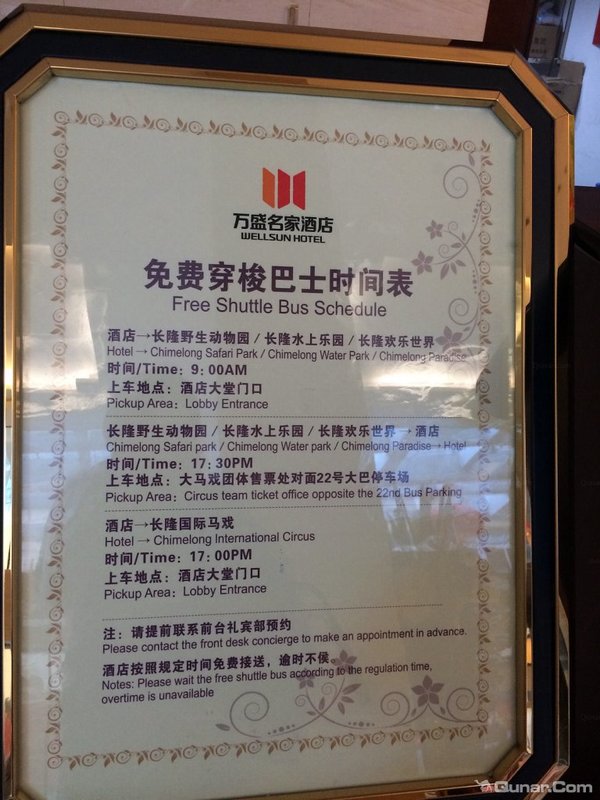 万盛名家酒店
WELLSUN HOTEL
免费穿梭巴士时间表
Free Shuttle Bus Schedule
酒店→长隆野生动物园 / 长隆水上乐园 / 长隆欢乐世界
Hotel → Chimelong Safari Park / Chimelong Water Park / Chimelong Paradise
时间/Time: 9:00AM
上车地点：酒店大堂门口
Pickup Area: Lobby Entrance
长隆野生动物园 / 长隆水上乐园 / 长隆欢乐世界 → 酒店
Chimelong Safari park / Chimelong Water park / Chimelong Paradise → Hotel
时间/Time: 17:30PM
上车地点：大马戏团体售票处对面22号大巴停车场
Pickup Area: Circus team ticket office opposite the 22nd Bus Parking
酒店→长隆国际马戏
Hotel → Chimelong International Circus
时间/Time: 17:00PM
上车地点：酒店大堂门口
Pickup Area: Lobby Entrance
注：请提前联系前台礼宾部预约
Please contact the front desk concierge to make an appointment in advance.
酒店按照规定时间免费接送，逾时不侯。
Notes: Please wait the free shuttle bus according to the regulation time,
overtime is unavailable
Qunar.Com